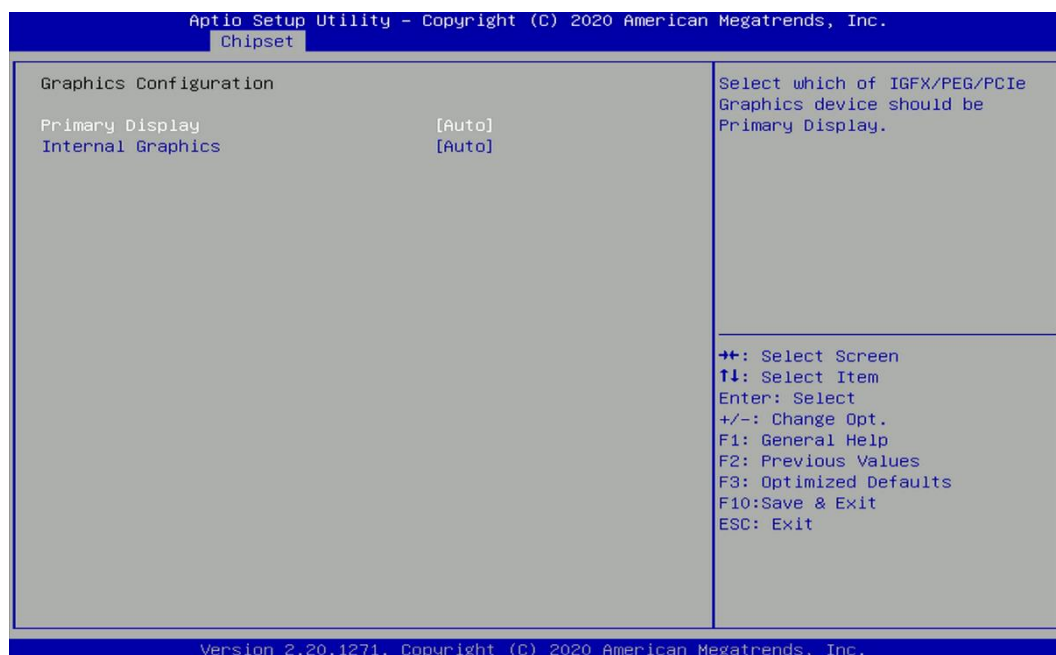 Aptio Setup Utility – Copyright (C) 2020 American Megatrends, Inc.
Chipset
Graphics Configuration
Primary Display [Auto]
Internal Graphics [Auto]
Select which of IGFX/PEG/PCIe
Graphics device should be
Primary Display.
→←: Select Screen
↑↓: Select Item
Enter: Select
+/-: Change Opt.
F1: General Help
F2: Previous Values
F3: Optimized Defaults
F10:Save & Exit
ESC: Exit
Version 2.20.1271. Copyright (C) 2020 American Megatrends, Inc.